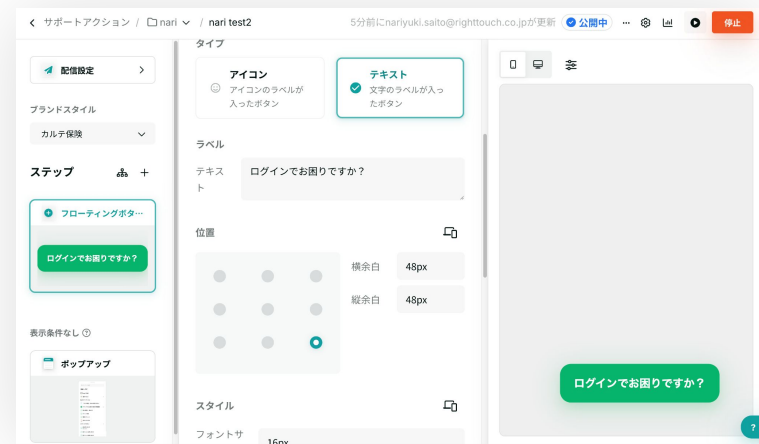 サポートアクション / nari / nari test2
5分前にnariyuki.saito@righttouch.co.jpが更新
公開中
停止
配信設定
ブランドスタイル
カルテ保険
ステップ
フローティングボタ…
ログインでお困りですか？
表示条件なし
ポップアップ
タイプ
アイコン
アイコンのラベルが
入ったボタン
テキスト
文字のラベルが入っ
たボタン
ラベル
テキス
ト
ログインでお困りですか？
位置
横余白
48px
縦余白
48px
スタイル
フォントサ
16px
ログインでお困りですか？
?